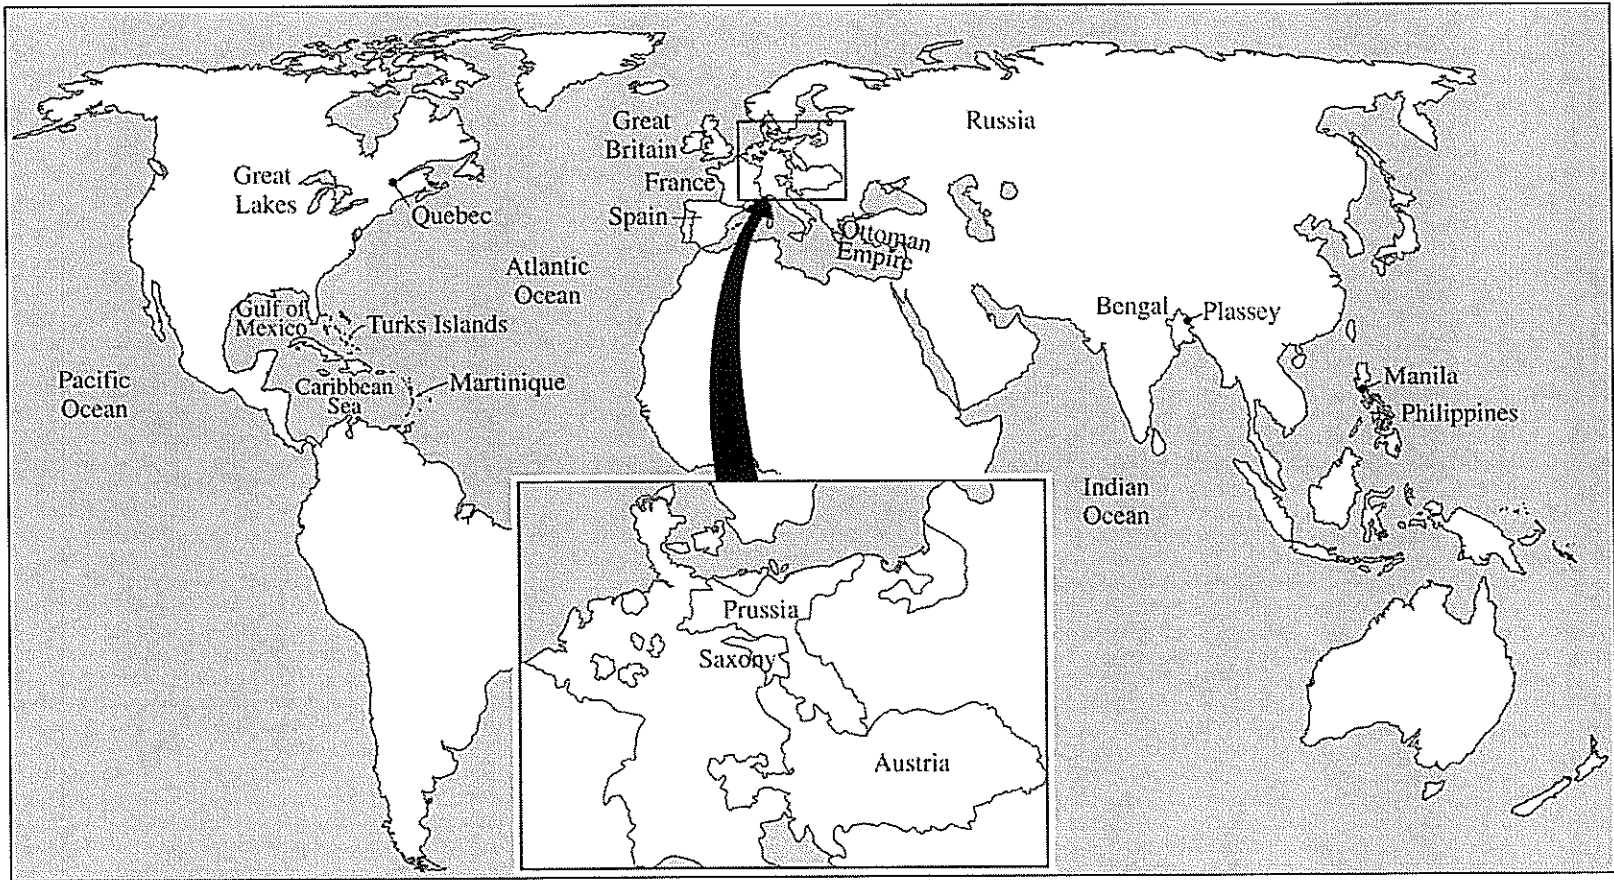 Great
Britain
Russia
Great
Lakes
France
Quebec
Spain
Ottoman
Empire
Atlantic
Ocean
Gulf of
Mexico
Turks Islands
Bengal
Plassey
Pacific
Ocean
Caribbean
Sea
Martinique
Manila
Philippines
Indian
Ocean
Prussia
Saxony
Austria